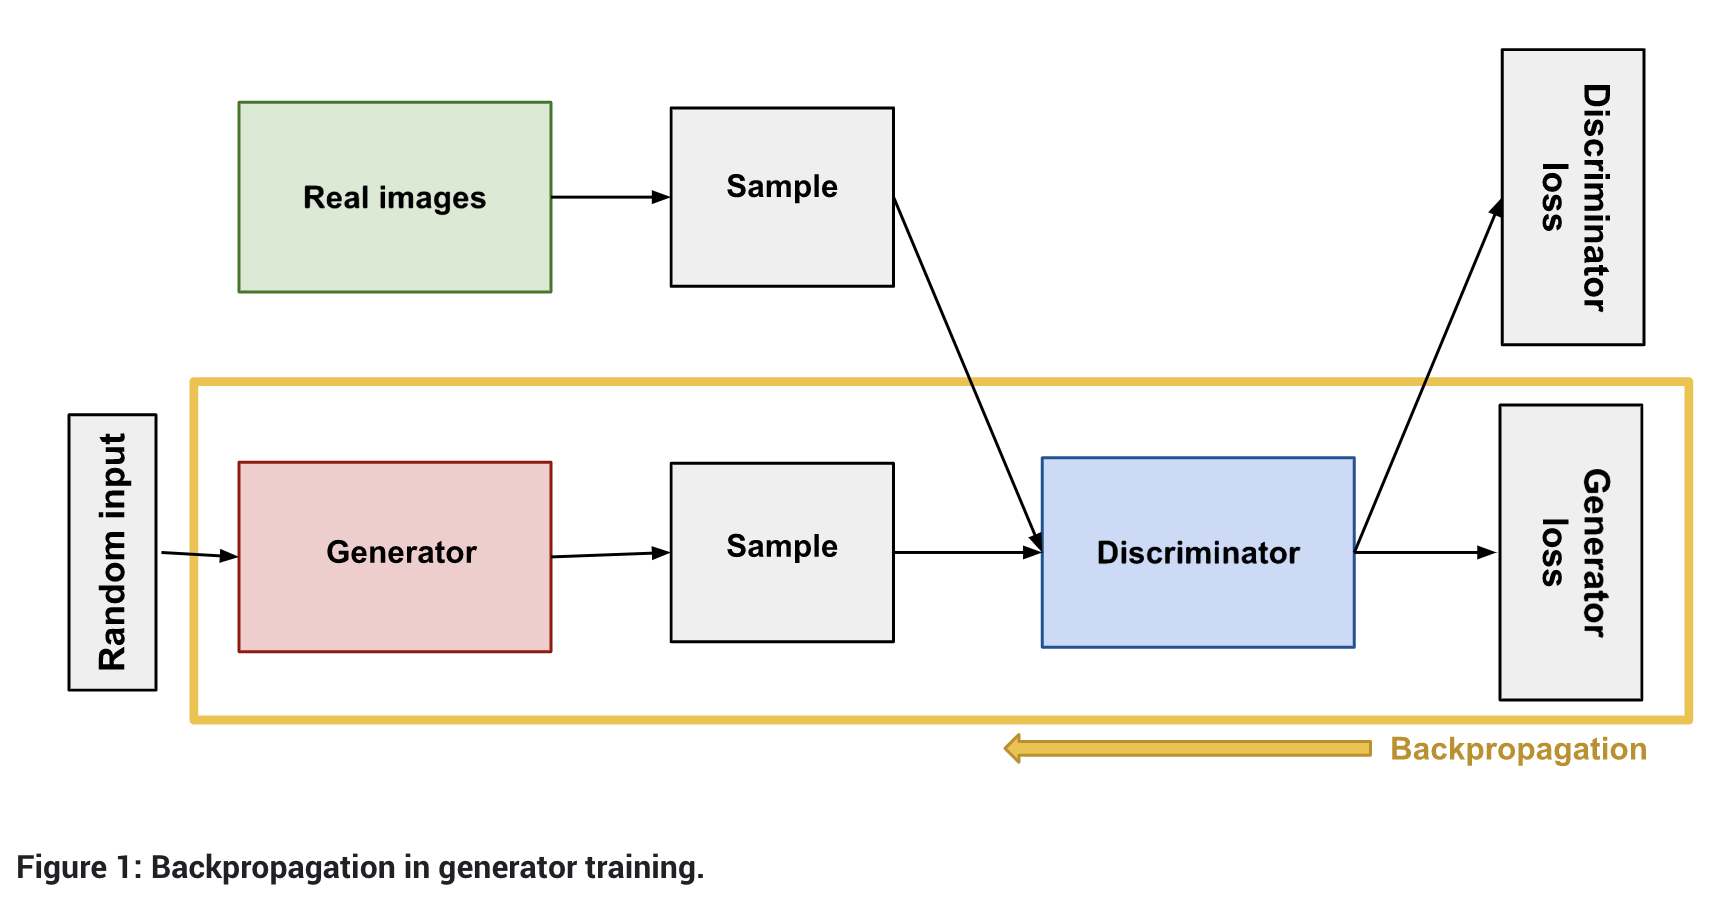 Real images
Sample
Discriminator
loss
Random input
Generator
Sample
Discriminator
Generator
loss
Backpropagation
Figure 1: Backpropagation in generator training.